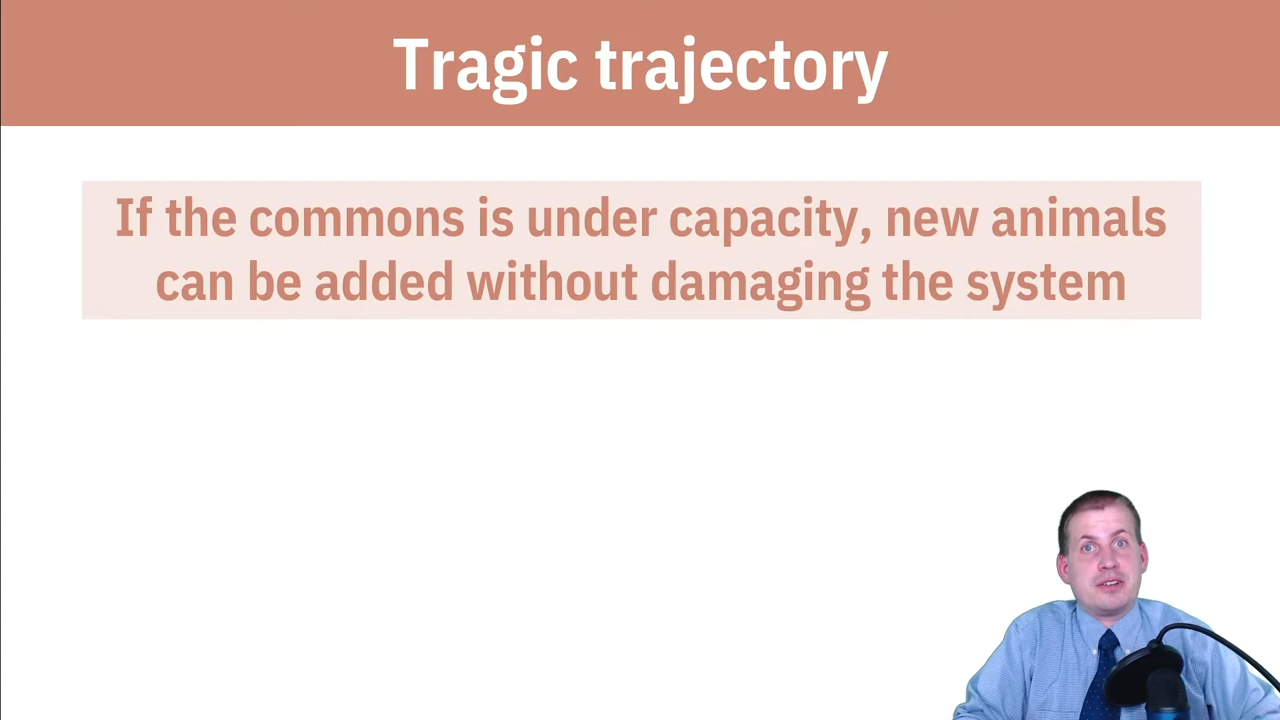 Tragic trajectory
If the commons is under capacity, new animals
can be added without damaging the system